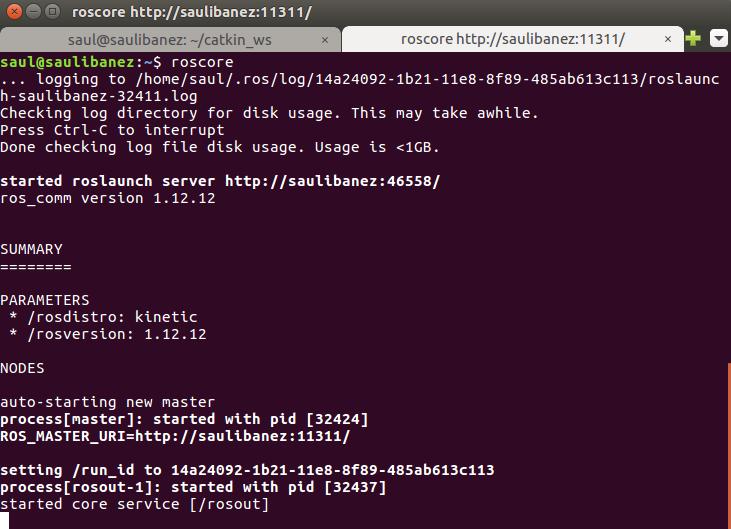 roscore http://saulibanez:11311/
saul@saulibanez: ~/catkin_ws
roscore http://saulibanez:11311/
saul@saulibanez:~$ roscore
... logging to /home/saul/.ros/log/14a24092-1b21-11e8-8f89-485ab613c113/roslaunc
h-saulibanez-32411.log
Checking log directory for disk usage. This may take awhile.
Press Ctrl-C to interrupt
Done checking log file disk usage. Usage is <1GB.
started roslaunch server http://saulibanez:46558/
ros_comm version 1.12.12
SUMMARY
========
PARAMETERS
 * /rosdistro: kinetic
 * /rosversion: 1.12.12
NODES
auto-starting new master
process[master]: started with pid [32424]
ROS_MASTER_URI=http://saulibanez:11311/
setting /run_id to 14a24092-1b21-11e8-8f89-485ab613c113
process[rosout-1]: started with pid [32437]
started core service [/rosout]